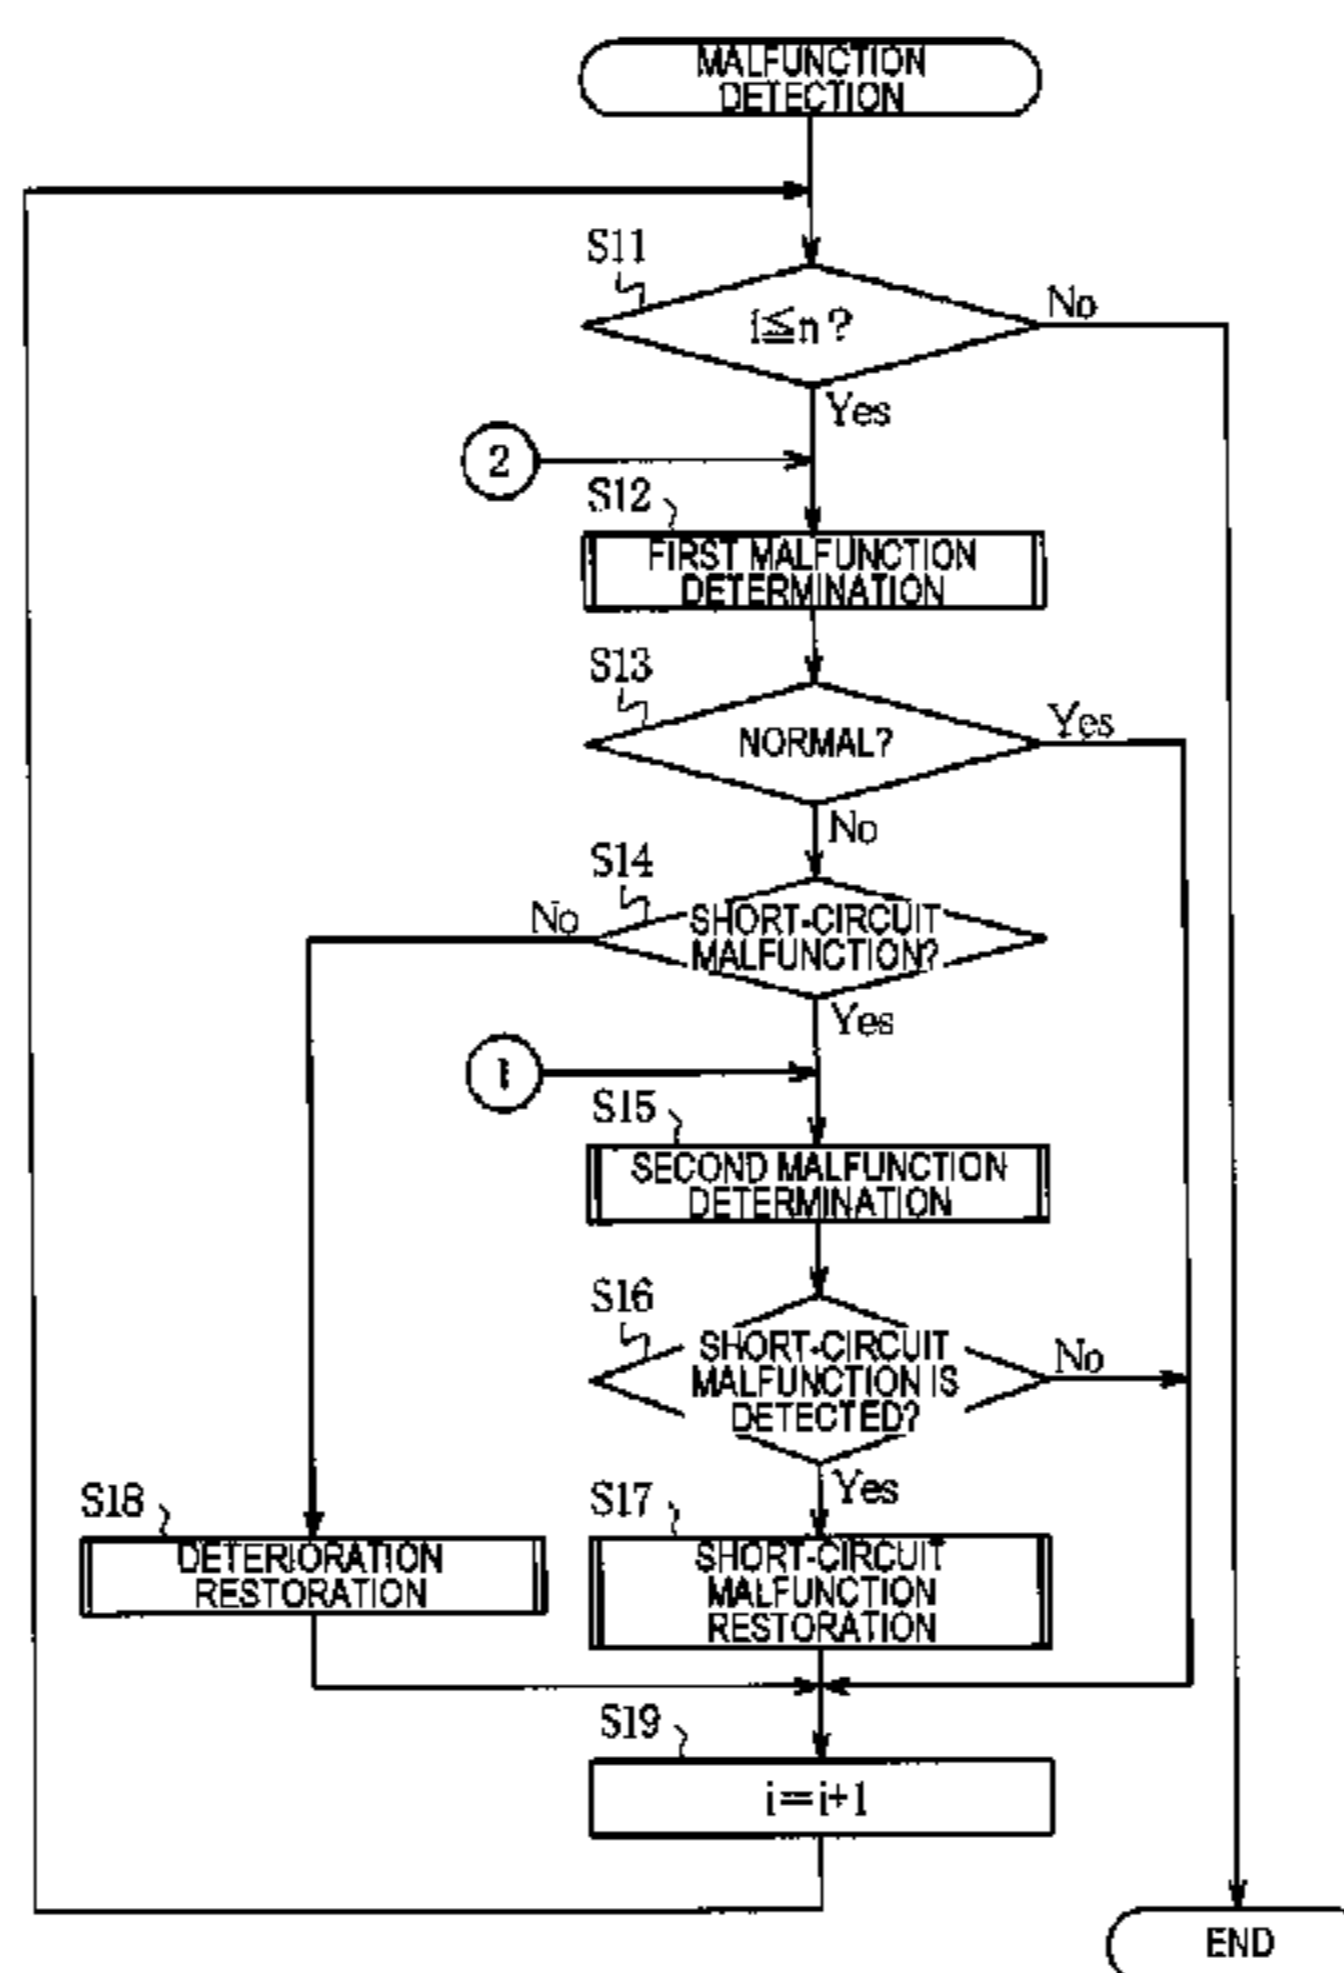 MALFUNCTION
DETECTION
S11
i≦n?
No
Yes
2
S12
FIRST MALFUNCTION
DETERMINATION
S13
NORMAL?
Yes
No
S14
No
SHORT-CIRCUIT
MALFUNCTION?
Yes
1
S15
SECOND MALFUNCTION
DETERMINATION
S16
SHORT-CIRCUIT
MALFUNCTION IS
DETECTED?
No
Yes
S18
DETERIORATION
RESTORATION
S17
SHORT-CIRCUIT
MALFUNCTION
RESTORATION
S19
i=i+1
END